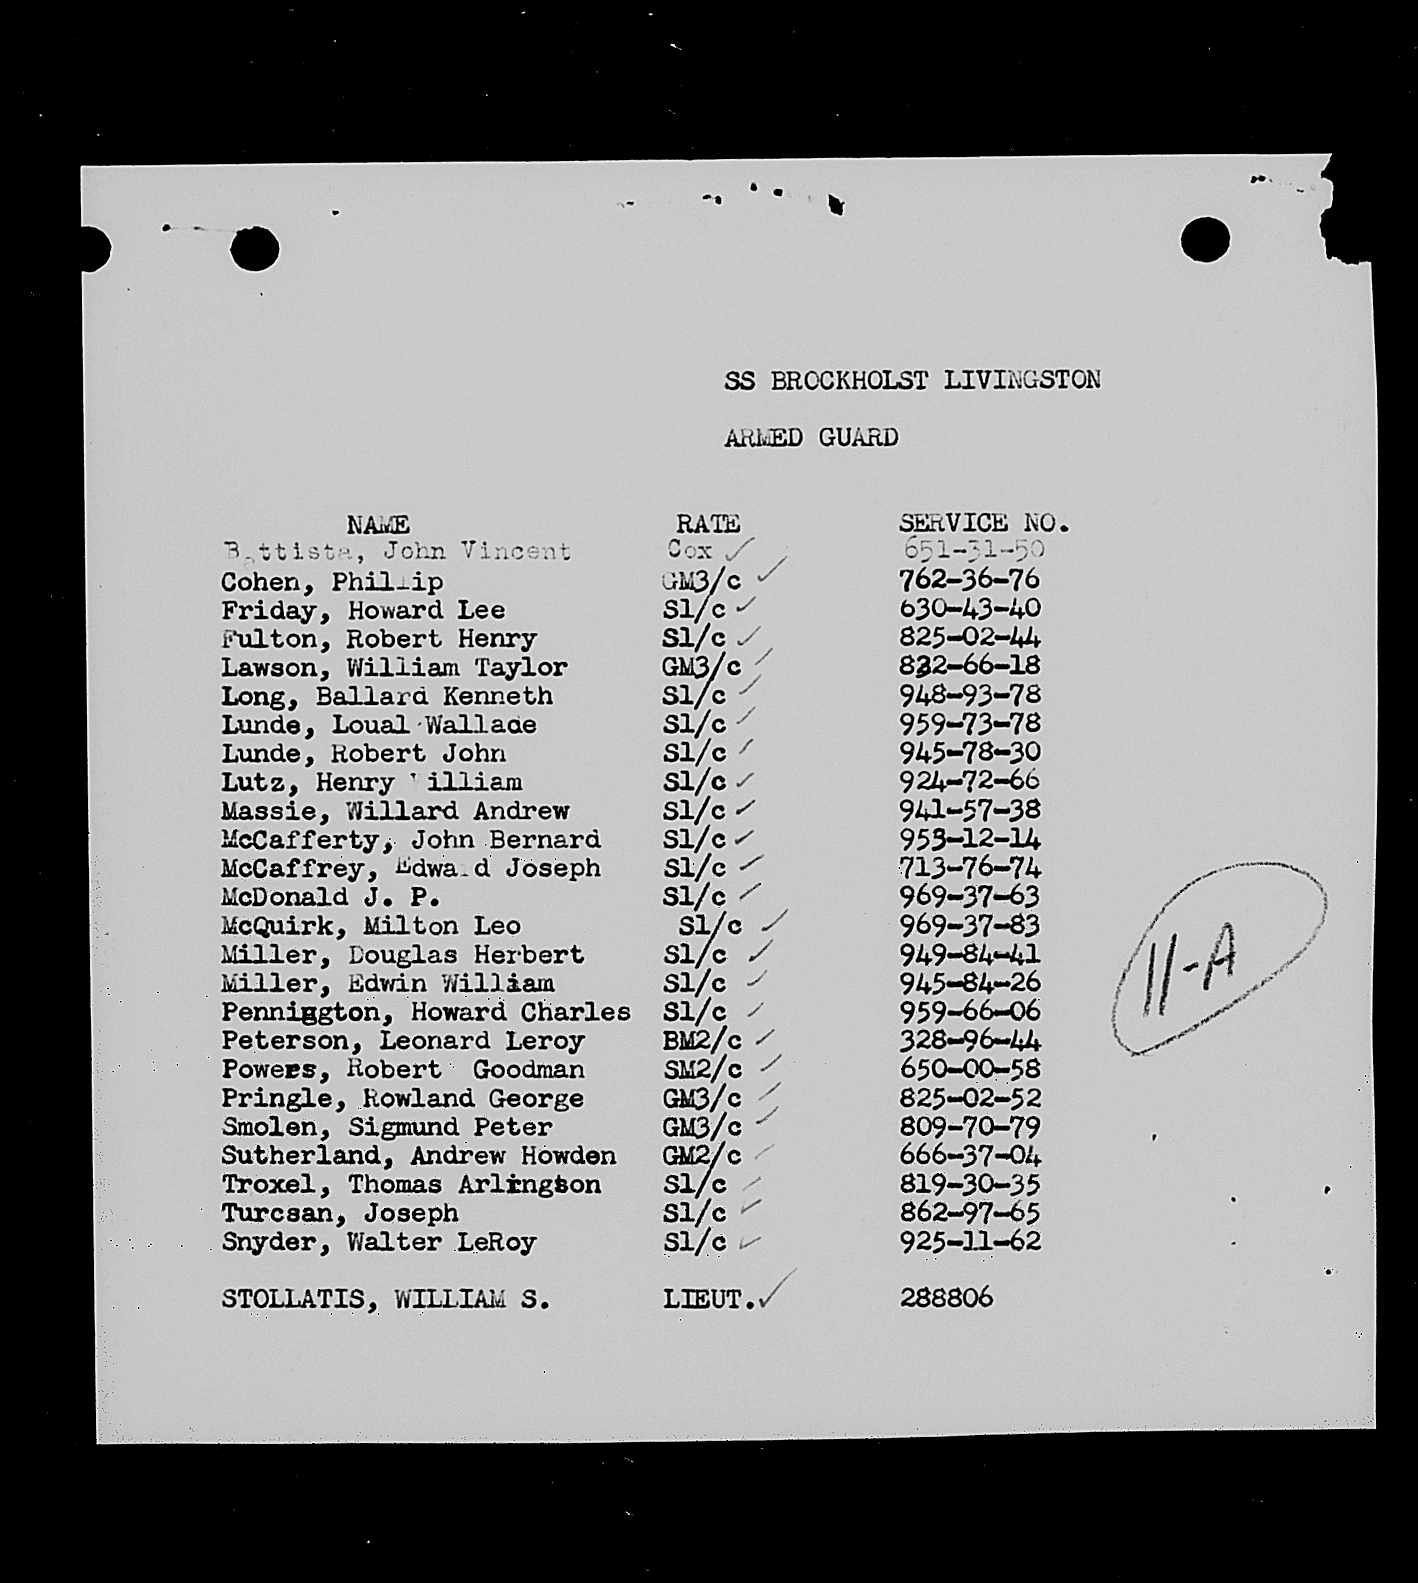 SS BROCKHOLST LIVINGSTON
ARMED GUARD
NAME RATE SERVICE NO.
Battista, John Vincent Cox ✓ 651-31-50
Cohen, Phillip GM3/c ✓ 762-36-76
Friday, Howard Lee S1/c ✓ 630-43-40
Fulton, Robert Henry S1/c ✓ 825-02-44
Lawson, William Taylor GM3/c ✓ 832-66-18
Long, Ballard Kenneth S1/c ✓ 948-93-78
Lunde, Loual Wallace S1/c ✓ 959-73-78
Lunde, Robert John S1/c ✓ 945-78-30
Lutz, Henry William S1/c ✓ 924-72-66
Massie, Willard Andrew S1/c ✓ 941-57-38
McCafferty, John Bernard S1/c ✓ 953-12-14
McCaffrey, Edward Joseph S1/c ✓ 713-76-74
McDonald J. P. S1/c ✓ 969-37-63
McQuirk, Milton Leo S1/c ✓ 969-37-83
Miller, Douglas Herbert S1/c ✓ 949-84-41
Miller, Edwin William S1/c ✓ 945-84-26
Pennington, Howard Charles S1/c ✓ 959-66-06
Peterson, Leonard Leroy BM2/c ✓ 328-96-44
Powers, Robert Goodman SM2/c ✓ 650-00-58
Pringle, Rowland George GM3/c ✓ 825-02-52
Smolen, Sigmund Peter GM3/c ✓ 809-70-79
Sutherland, Andrew Howden GM2/c ✓ 666-37-04
Troxel, Thomas Arlington S1/c ✓ 819-30-35
Turcsan, Joseph S1/c ✓ 862-97-65
Snyder, Walter LeRoy S1/c ✓ 925-11-62
STOLLATIS, WILLIAM S. LIEUT. ✓ 288806
11-A